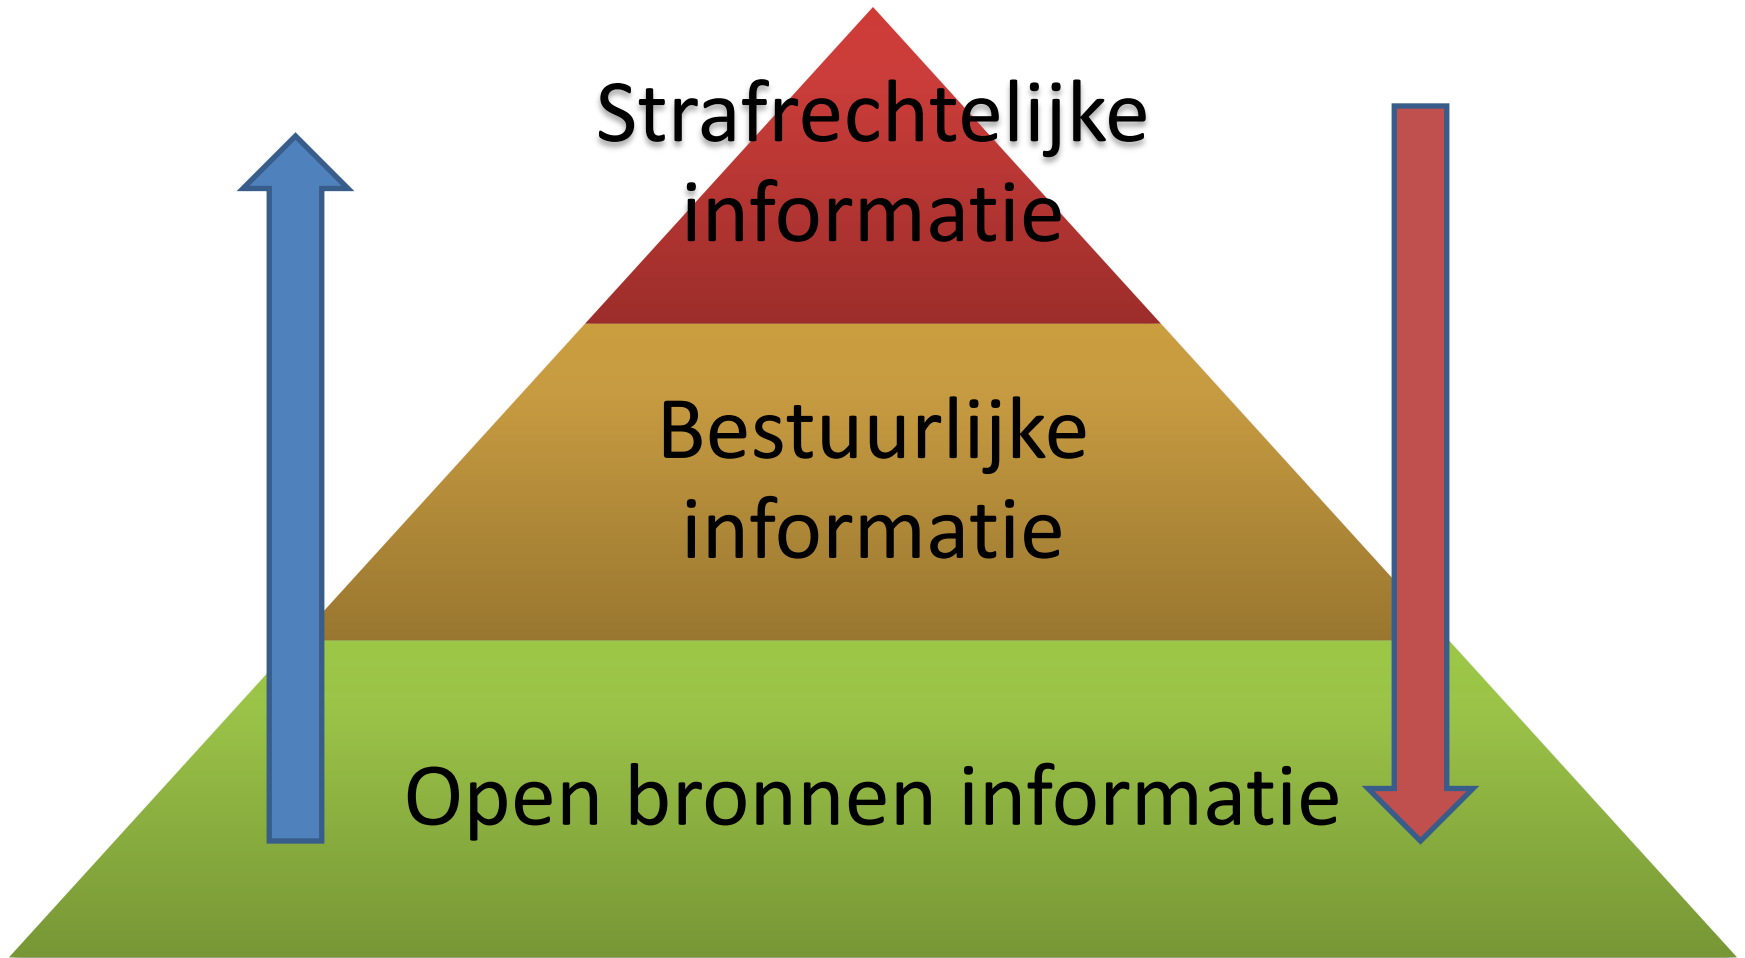 Strafrechtelijke
informatie
Bestuurlijke
informatie
Open bronnen informatie